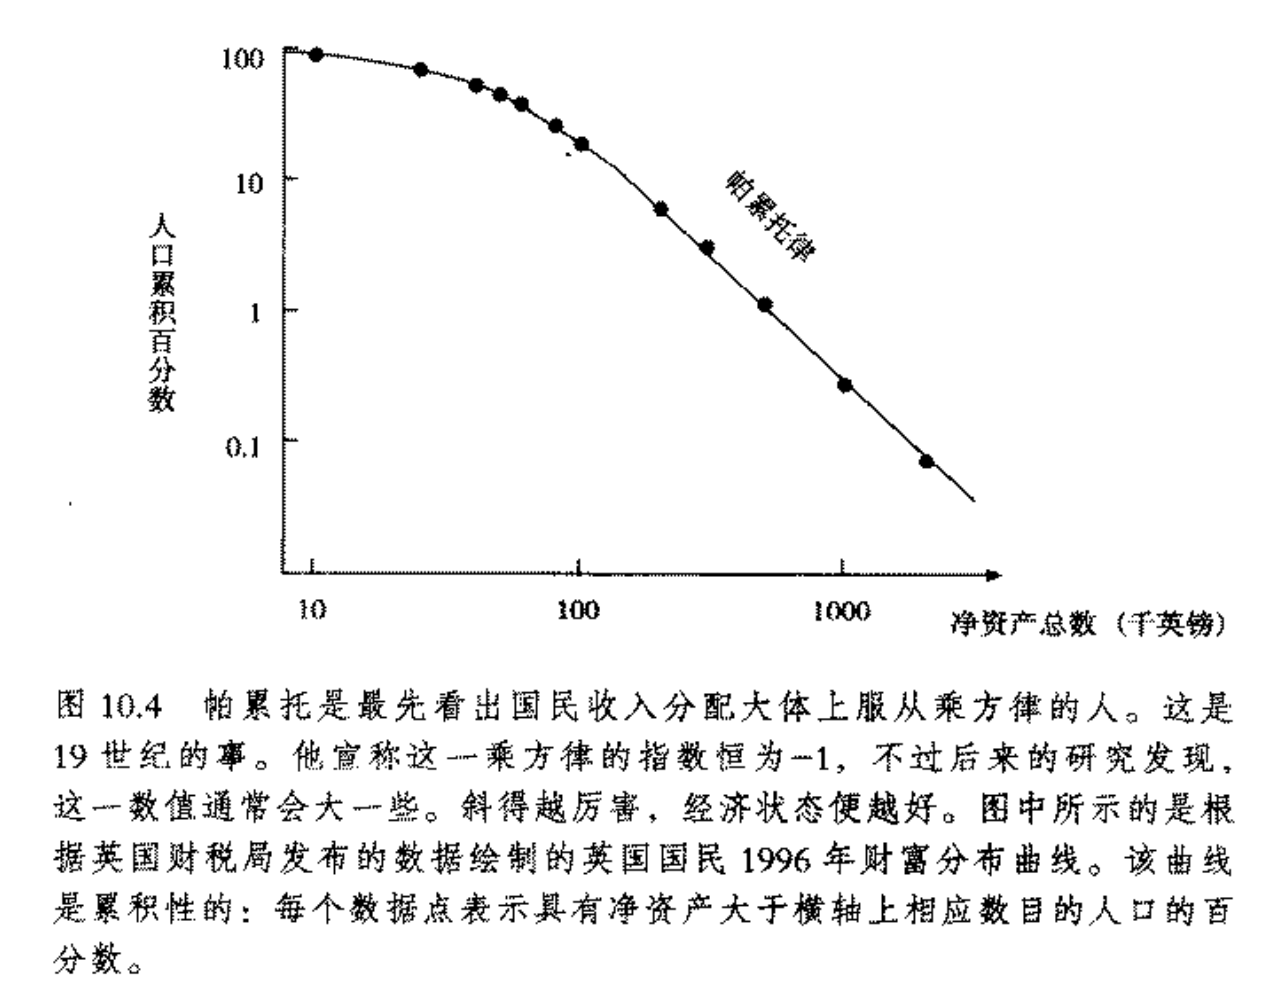 100
10
1
0.1
人口累积百分数
帕累托律
10
100
1000
净资产总数（千英镑）
图 10.4 帕累托是最先看出国民收入分配大体上服从乘方律的人。这是
19 世纪的事。他宣称这一乘方律的指数恒为-1，不过后来的研究发现，
这一数值通常会大一些。斜得越厉害，经济状态便越好。图中所示的是根
据英国财税局发布的数据绘制的英国国民 1996 年财富分布曲线。该曲线
是累积性的：每个数据点表示具有净资产大于横轴上相应数目的人口的百
分数。